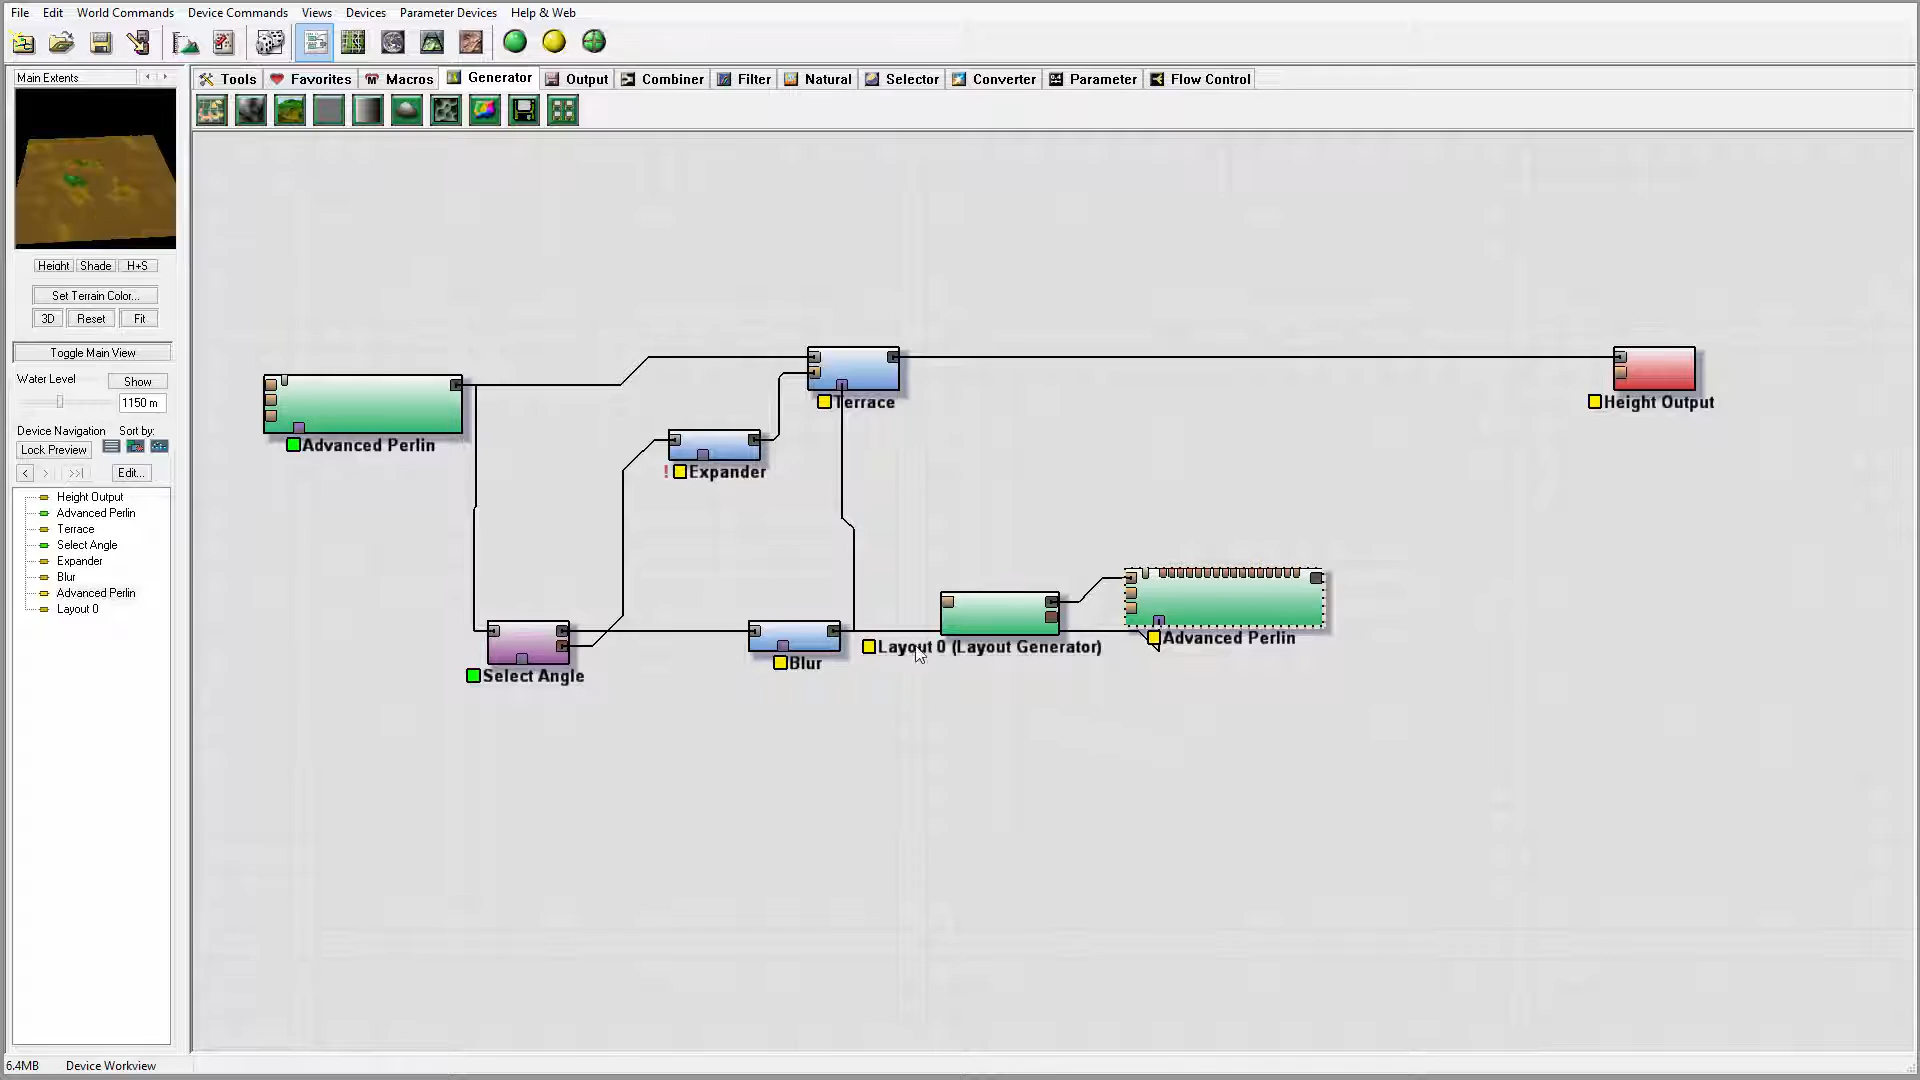 File Edit World Commands Device Commands Views Devices Parameter Devices Help & Web
Main Extents
Tools Favorites Macros Generator Output Combiner Filter Natural Selector Converter Parameter Flow Control
Height Shade H+S
Set Terrain Color...
3D Reset Fit
Toggle Main View
Water Level Show
1150 m
Device Navigation Sort by:
Lock Preview
< > >>| Edit...
Height Output
Advanced Perlin
Terrace
Select Angle
Expander
Blur
Advanced Perlin
Layout 0
Terrace
Height Output
Advanced Perlin
! Expander
Advanced Perlin
Layout 0 (Layout Generator)
Blur
Select Angle
6.4MB Device Workview